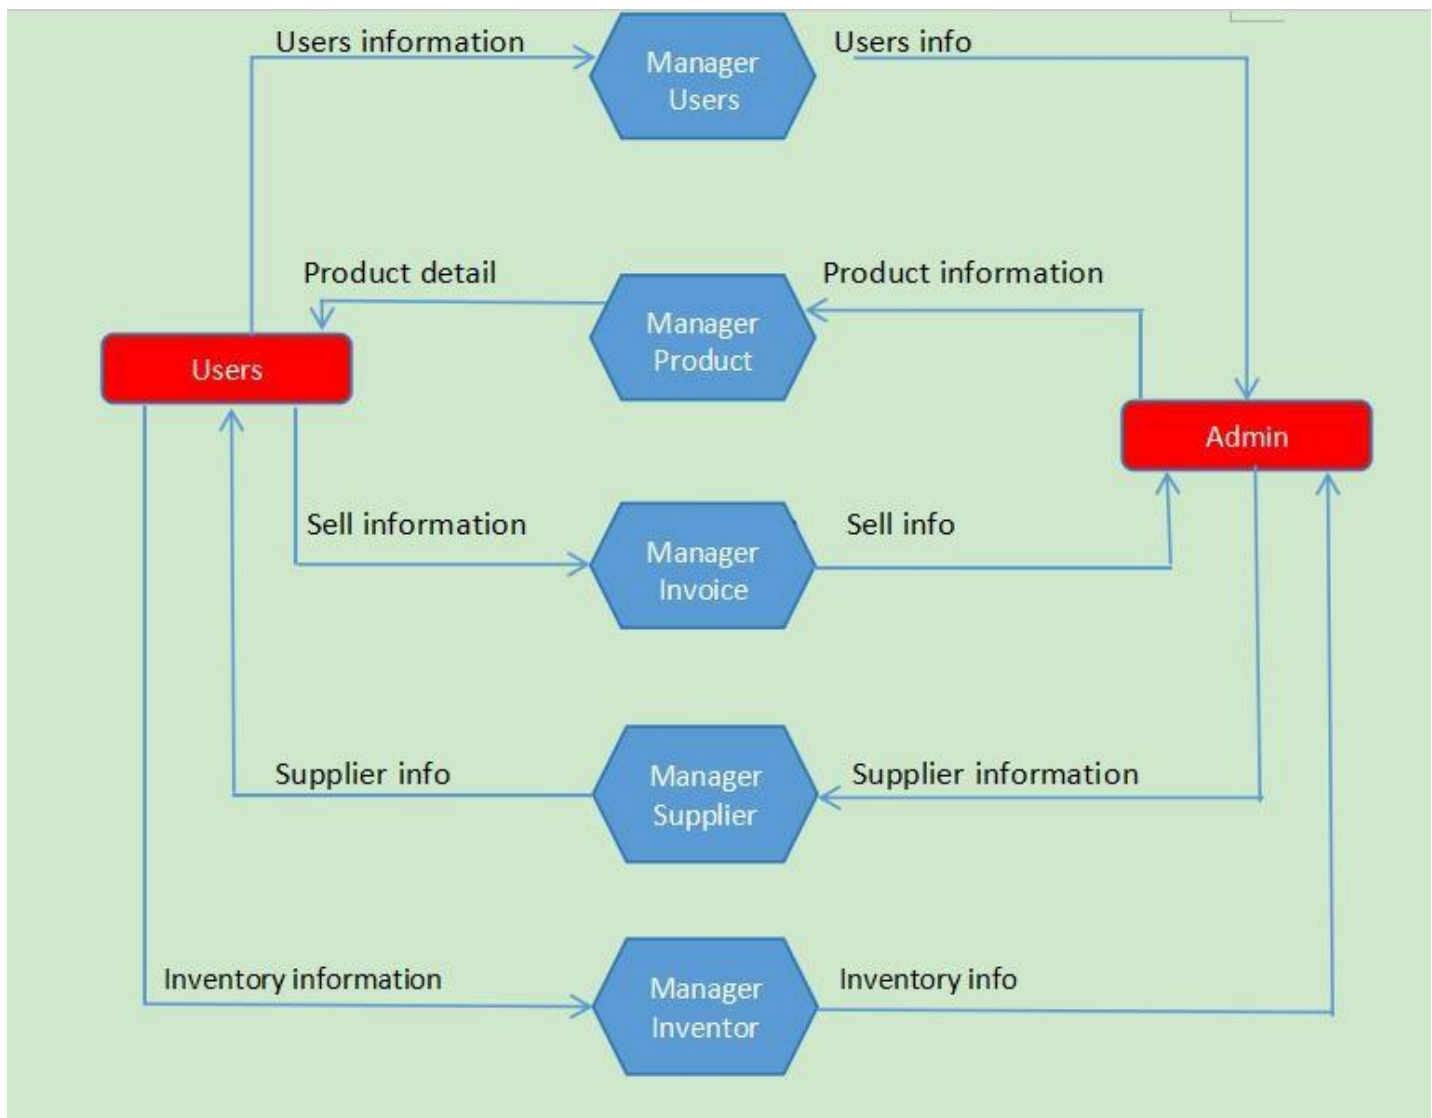 Users information
Users info
Manager
Users
Product detail
Product information
Manager
Product
Users
Admin
Sell information
Sell info
Manager
Invoice
Supplier info
Supplier information
Manager
Supplier
Inventory information
Inventory info
Manager
Inventor